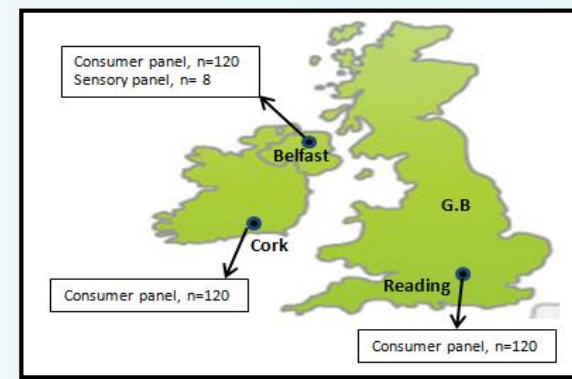 Consumer panel, n=120
Sensory panel, n= 8
Belfast
G.B
Cork
Reading
Consumer panel, n=120
Consumer panel, n=120